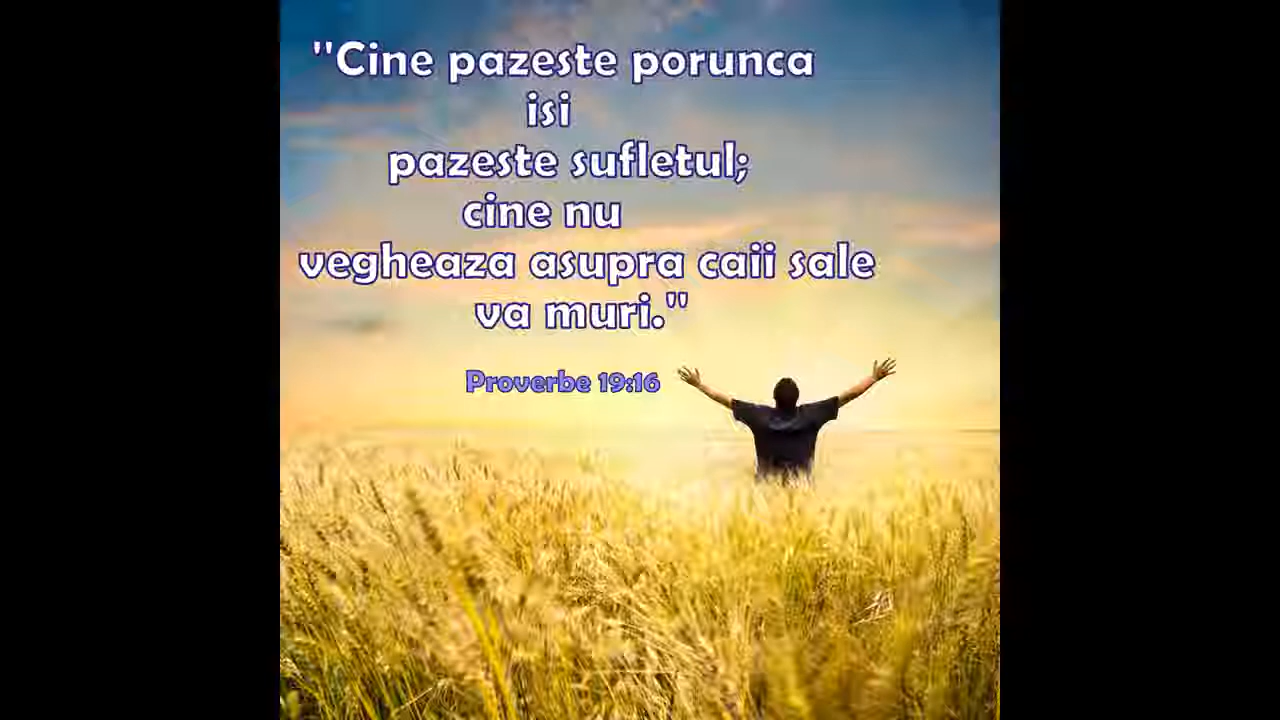 "Cine pazeste porunca
isi
pazeste sufletul;
cine nu
vegheaza asupra caii sale
va muri."
Proverbe 19:16